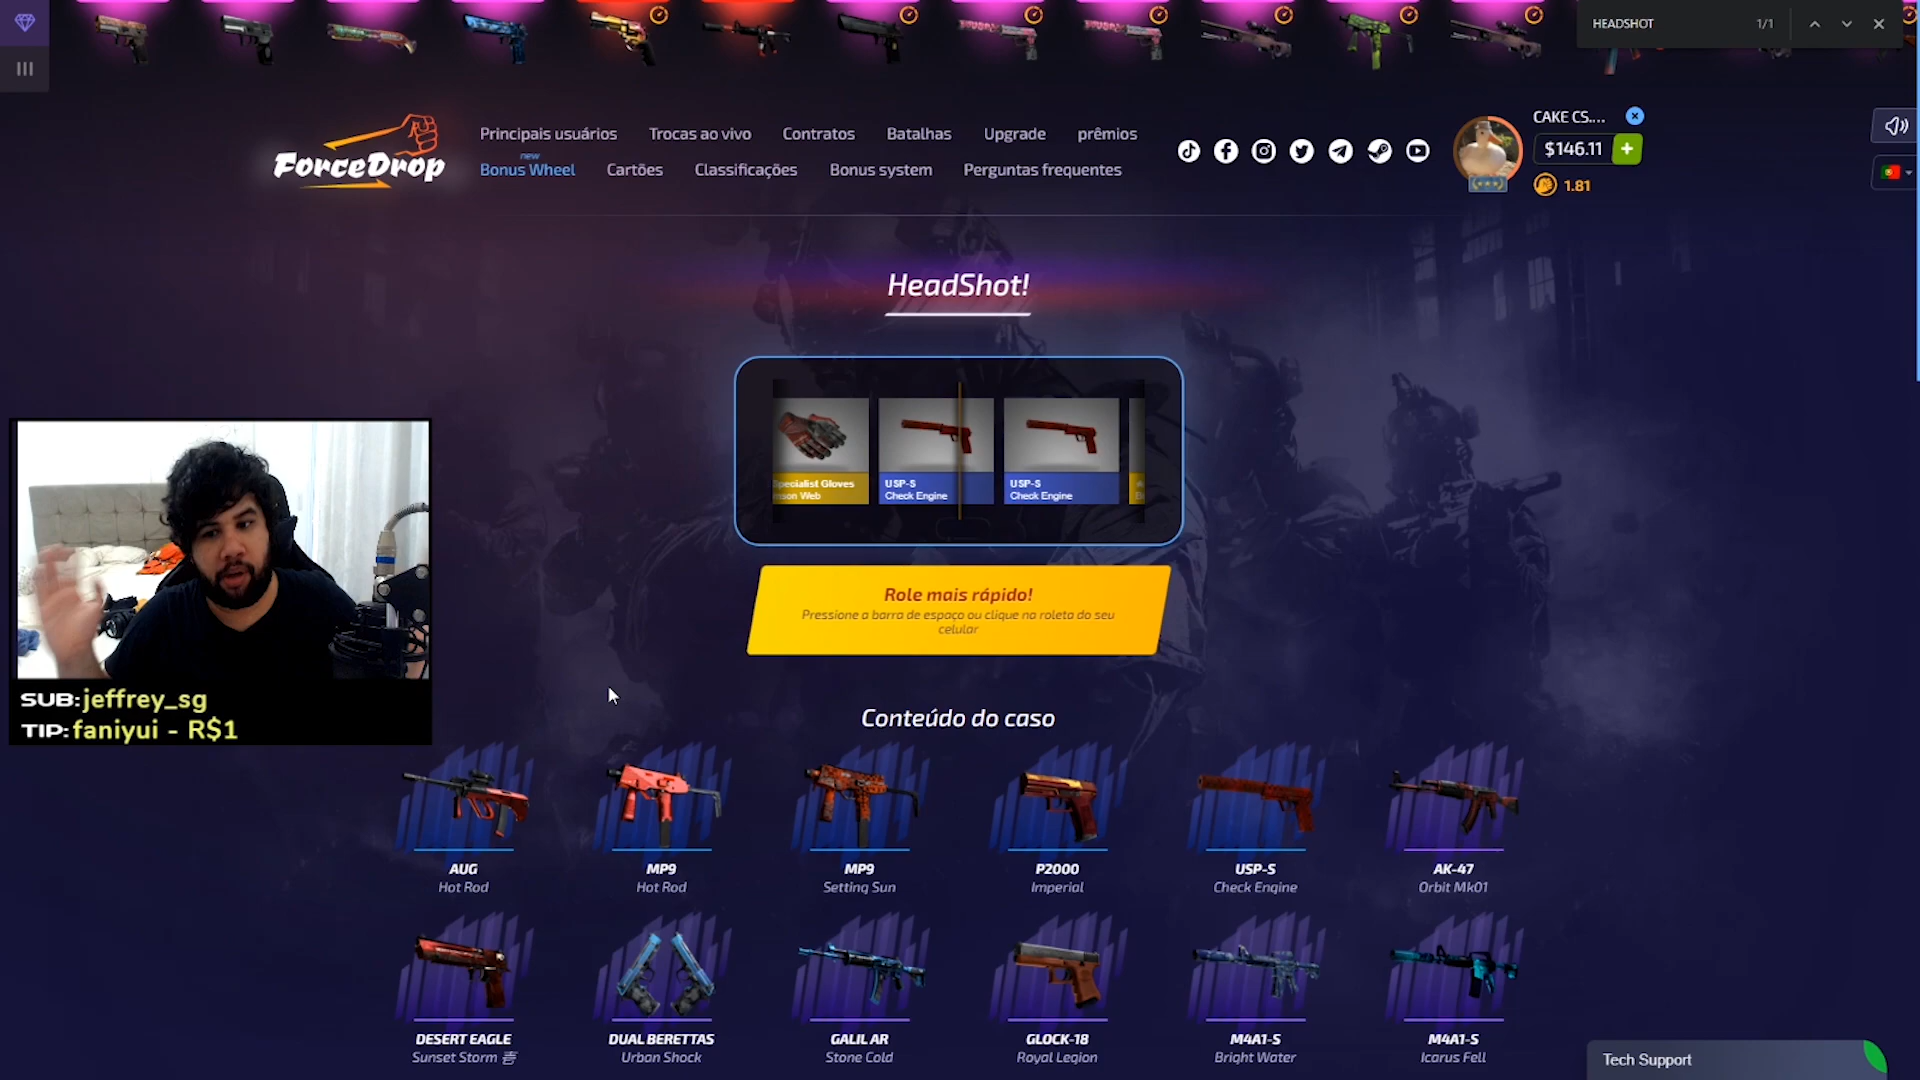 HEADSHOT
1/1
ForceDrop
Principais usuários
Trocas ao vivo
Contratos
Batalhas
Upgrade
prêmios
new
Bonus Wheel
Cartões
Classificações
Bonus system
Perguntas frequentes
CAKE CS....
$146.11
1.81
HeadShot!
Specialist Gloves
mson Web
USP-S
Check Engine
USP-S
Check Engine
Role mais rápido!
Pressione a barra de espaço ou clique na roleta do seu
celular
SUB:jeffrey_sg
TIP:faniyui - R$1
Conteúdo do caso
AUG
Hot Rod
MP9
Hot Rod
MP9
Setting Sun
P2000
Imperial
USP-S
Check Engine
AK-47
Orbit Mk01
DESERT EAGLE
Sunset Storm 壱
DUAL BERETTAS
Urban Shock
GALIL AR
Stone Cold
GLOCK-18
Royal Legion
M4A1-S
Bright Water
M4A1-S
Icarus Fell
Tech Support